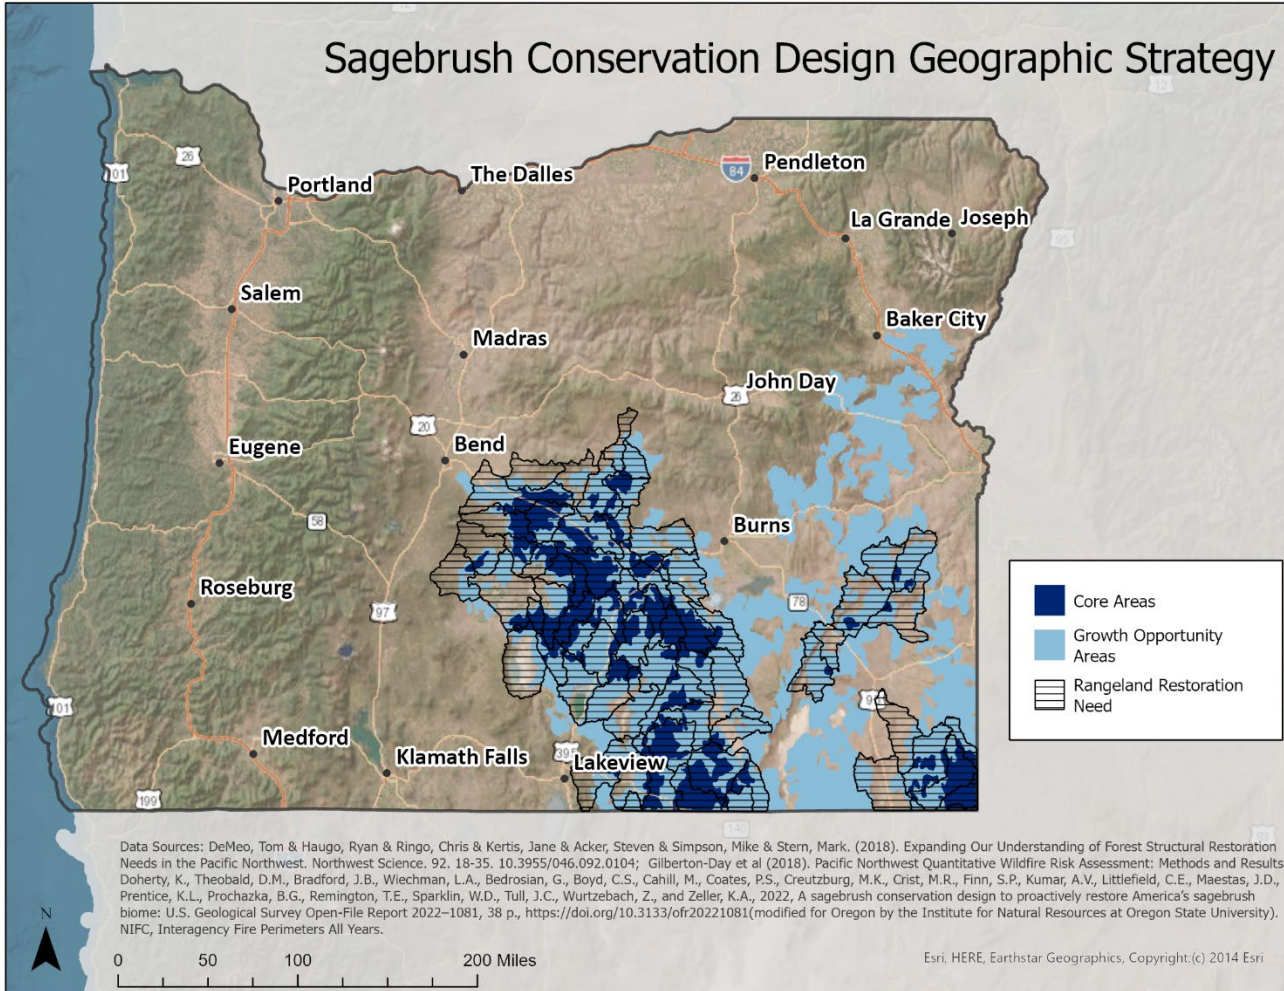 Sagebrush Conservation Design Geographic Strategy
101
26
Portland
The Dalles
84
Pendleton
La Grande
Joseph
Salem
Madras
Baker City
John Day
26
20
Bend
Eugene
58
Burns
Roseburg
97
78
101
Medford
Klamath Falls
395
Lakeview
199
140
Core Areas
Growth Opportunity
Areas
Rangeland Restoration
Need
Data Sources: DeMeo, Tom & Haugo, Ryan & Ringo, Chris & Kertis, Jane & Acker, Steven & Simpson, Mike & Stern, Mark. (2018). Expanding Our Understanding of Forest Structural Restoration
Needs in the Pacific Northwest. Northwest Science. 92. 18-35. 10.3955/046.092.0104; Gilberton-Day et al (2018). Pacific Northwest Quantitative Wildfire Risk Assessment: Methods and Results
Doherty, K., Theobald, D.M., Bradford, J.B., Wiechman, L.A., Bedrosian, G., Boyd, C.S., Cahill, M., Coates, P.S., Creutzburg, M.K., Crist, M.R., Finn, S.P., Kumar, A.V., Littlefield, C.E., Maestas, J.D.,
Prentice, K.L., Prochazka, B.G., Remington, T.E., Sparklin, W.D., Tull, J.C., Wurtzebach, Z., and Zeller, K.A., 2022, A sagebrush conservation design to proactively restore America's sagebrush
biome: U.S. Geological Survey Open-File Report 2022–1081, 38 p., https://doi.org/10.3133/ofr20221081(modified for Oregon by the Institute for Natural Resources at Oregon State University).
NIFC, Interagency Fire Perimeters All Years.
N
0 50 100 200 Miles
Esri, HERE, Earthstar Geographics, Copyright:(c) 2014 Esri